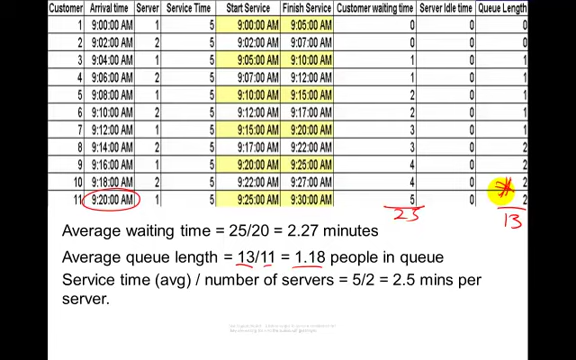 Customer Arrival time Server Service Time Start Service Finish Service Customer waiting time Server Idle time Queue Length
1 9:00:00 AM 1 5 9:00:00 AM 9:05:00 AM 0 0 0
2 9:02:00 AM 2 5 9:02:00 AM 9:07:00 AM 0 0 0
3 9:04:00 AM 1 5 9:05:00 AM 9:10:00 AM 1 0 1
4 9:06:00 AM 2 5 9:07:00 AM 9:12:00 AM 1 0 1
5 9:08:00 AM 1 5 9:10:00 AM 9:15:00 AM 2 0 1
6 9:10:00 AM 2 5 9:12:00 AM 9:17:00 AM 2 0 1
7 9:12:00 AM 1 5 9:15:00 AM 9:20:00 AM 3 0 1
8 9:14:00 AM 2 5 9:17:00 AM 9:22:00 AM 3 0 2
9 9:16:00 AM 1 5 9:20:00 AM 9:25:00 AM 4 0 2
10 9:18:00 AM 2 5 9:22:00 AM 9:27:00 AM 4 0 2
11 9:20:00 AM 1 5 9:25:00 AM 9:30:00 AM 5 0 2
25 13
Average waiting time = 25/20 = 2.27 minutes
Average queue length = 13/11 = 1.18 people in queue
Service time (avg) / number of servers = 5/2 = 2.5 mins per
server.